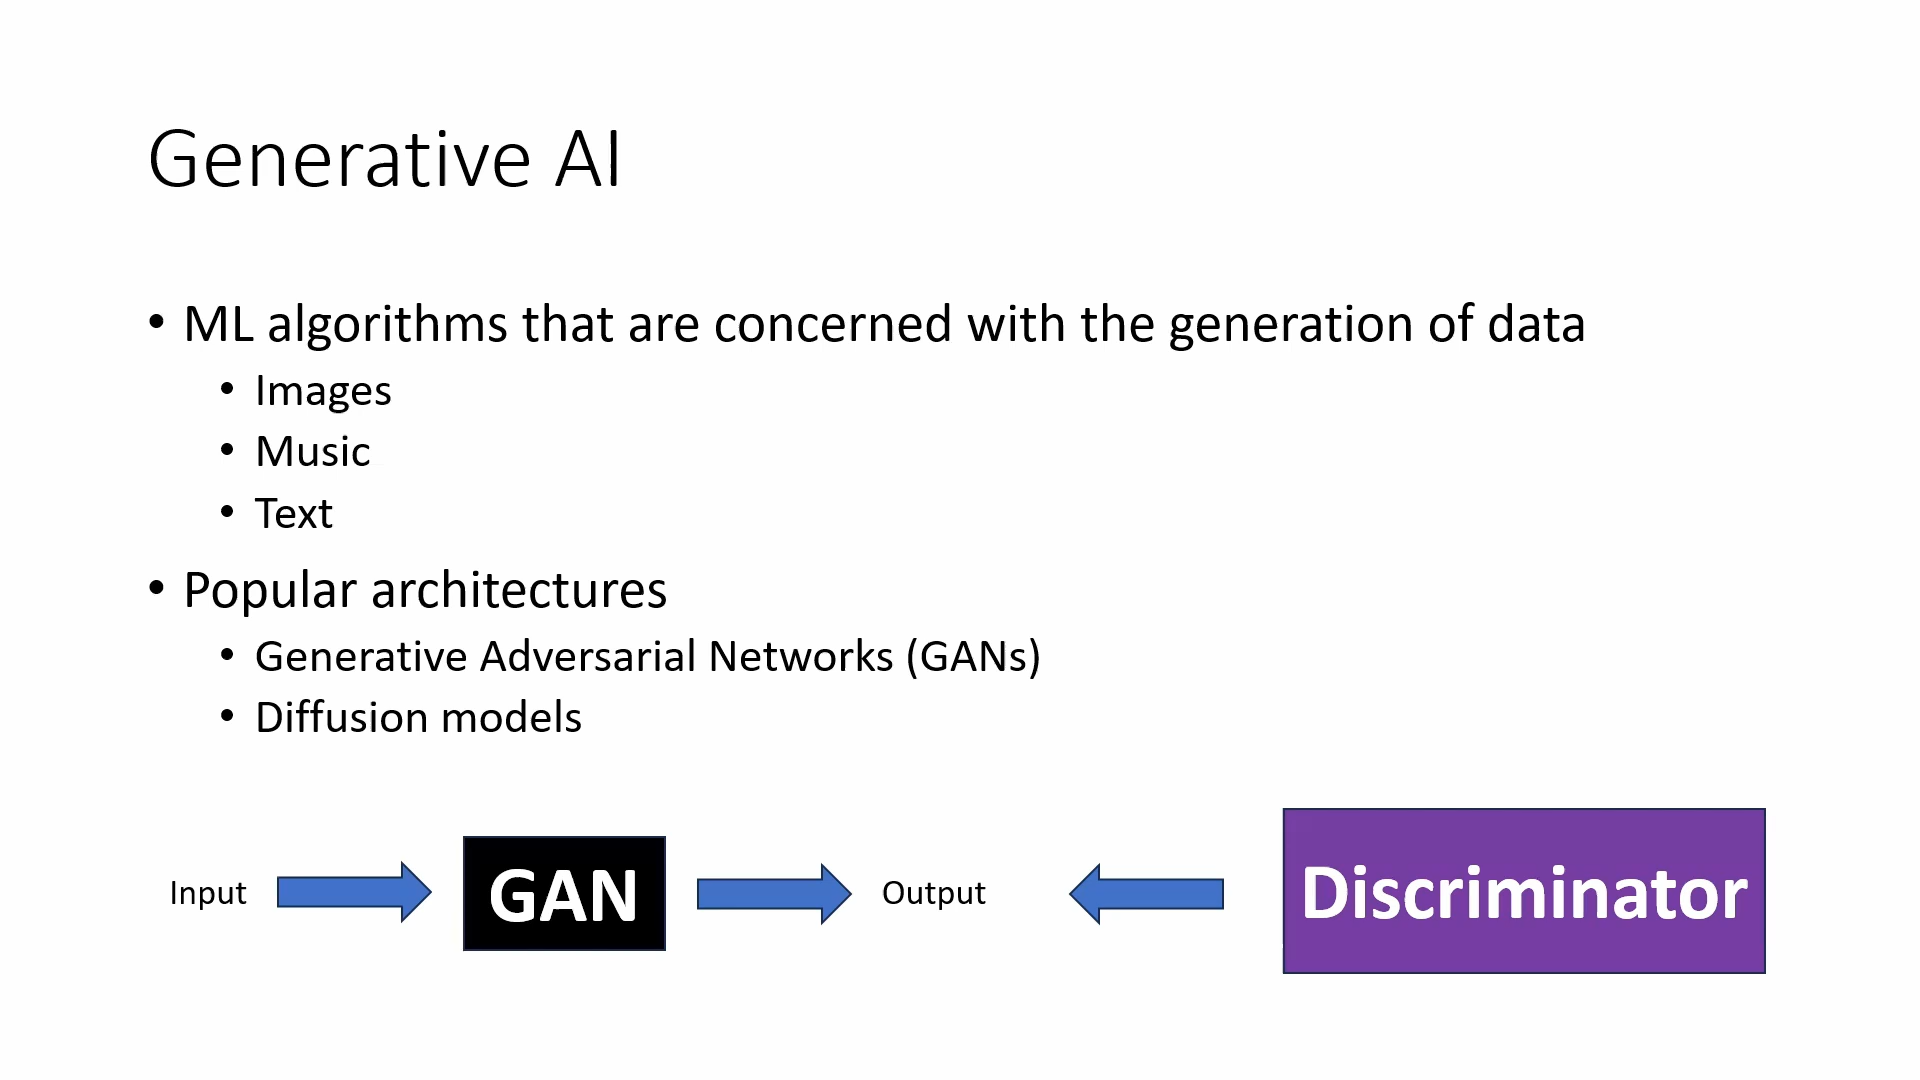 Generative AI
• ML algorithms that are concerned with the generation of data
• Images
• Music
• Text
• Popular architectures
• Generative Adversarial Networks (GANs)
• Diffusion models
Input GAN Output Discriminator